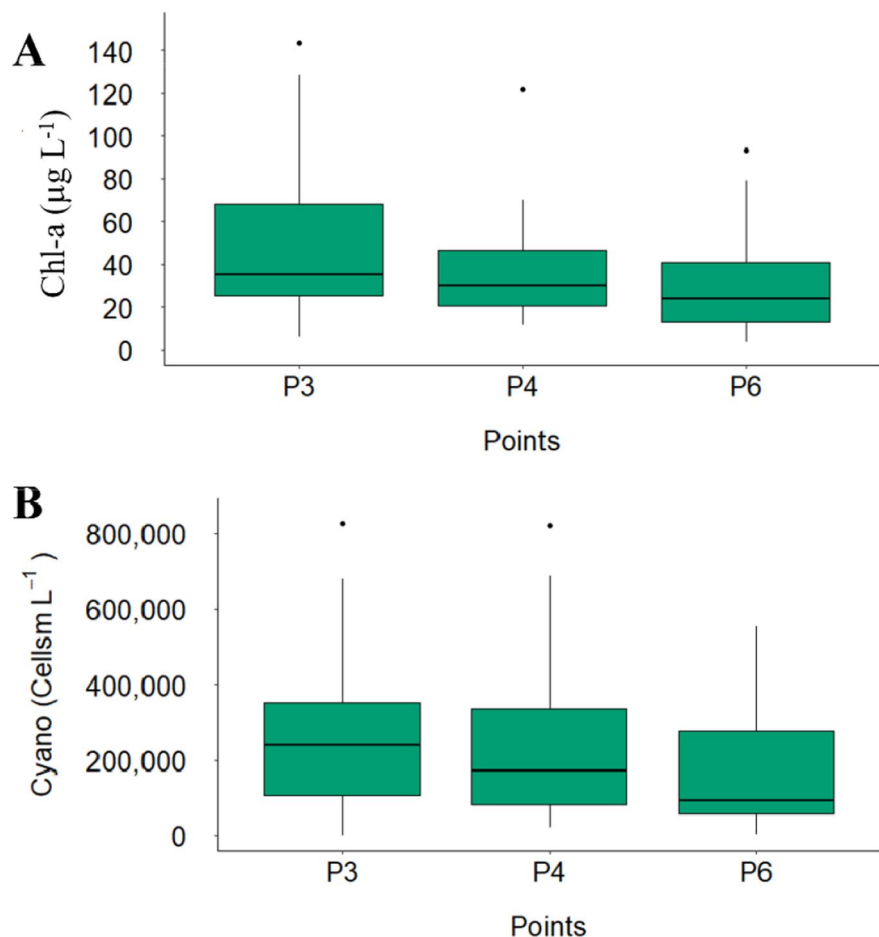 A
Chl-a (µg L-1)
140
120
100
80
60
40
20
0
P3 P4 P6
Points
B
Cyano (Cellsm L−1 )
800,000
600,000
400,000
200,000
0
P3 P4 P6
Points